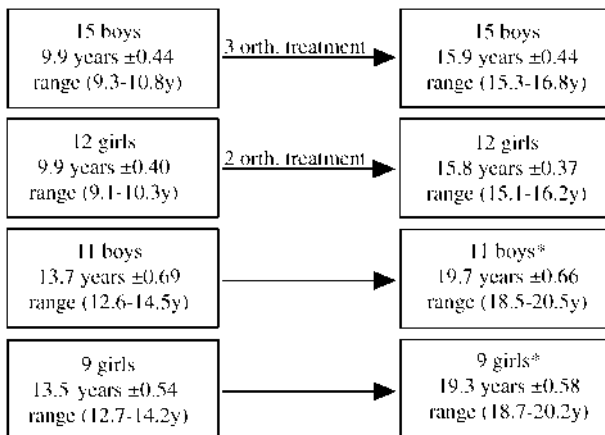 15 boys
9.9 years ±0.44
range (9.3-10.8y)
3 orth. treatment
15 boys
15.9 years ±0.44
range (15.3-16.8y)
12 girls
9.9 years ±0.40
range (9.1-10.3y)
2 orth. treatment
12 girls
15.8 years ±0.37
range (15.1-16.2y)
11 boys
13.7 years ±0.69
range (12.6-14.5y)
11 boys*
19.7 years ±0.66
range (18.5-20.5y)
9 girls
13.5 years ±0.54
range (12.7-14.2y)
9 girls*
19.3 years ±0.58
range (18.7-20.2y)